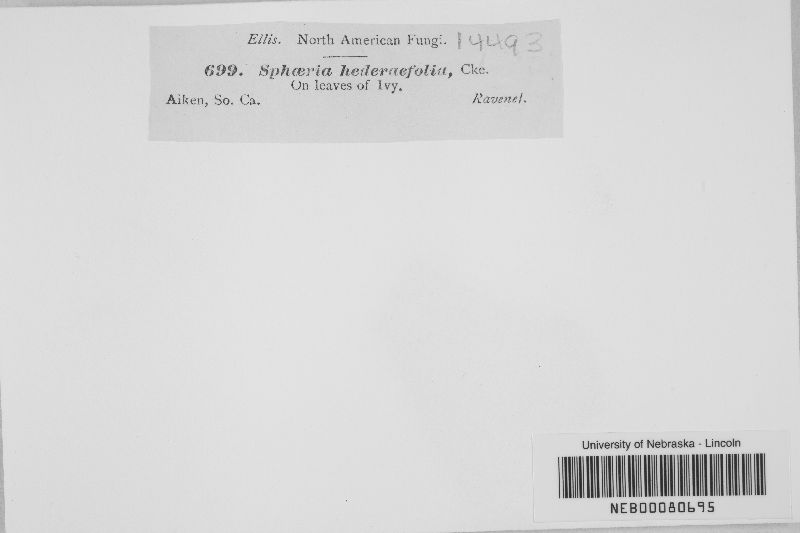 Ellis. North American Fungi. 14493
699. Sphæria hederaefolia, Cke.
On leaves of Ivy.
Aiken, So. Ca. Ravenel.
University of Nebraska - Lincoln
NEB00080695